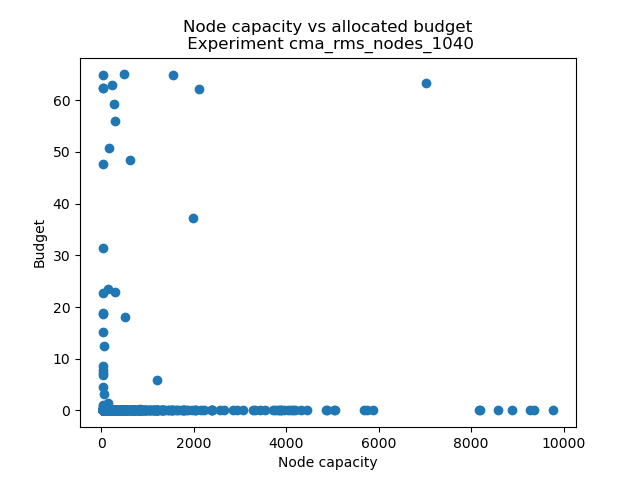 Node capacity vs allocated budget
Experiment cma_rms_nodes_1040
Budget
60
50
40
30
20
10
0
0 2000 4000 6000 8000 10000
Node capacity